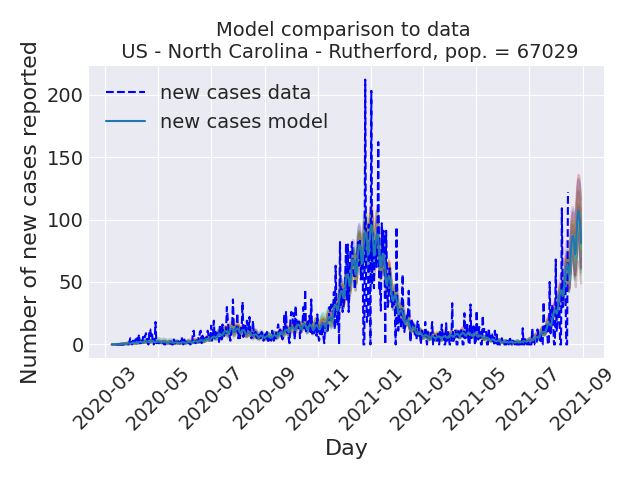 Model comparison to data
US - North Carolina - Rutherford, pop. = 67029
Number of new cases reported
200
150
100
50
0
new cases data
new cases model
2020-03
2020-05
2020-07
2020-09
2020-11
2021-01
2021-03
2021-05
2021-07
2021-09
Day